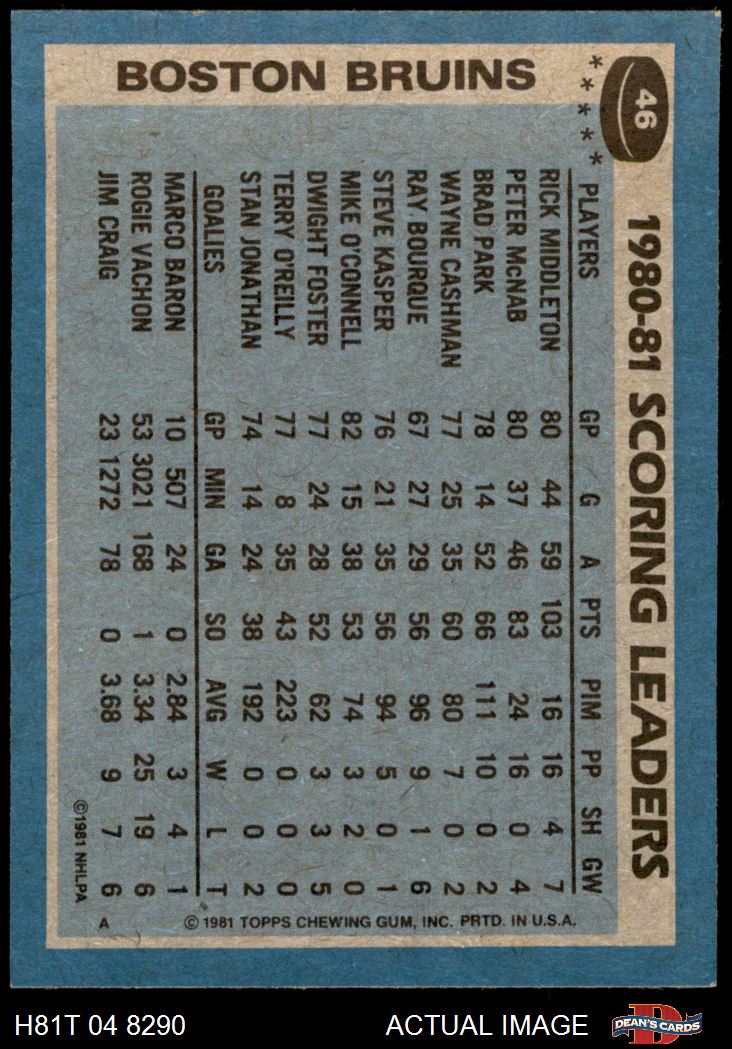 46
* * * * *
BOSTON BRUINS
1980-81 SCORING LEADERS
PLAYERS GP G A PTS PIM PP SH GW
RICK MIDDLETON 80 44 59 103 16 16 4 7
PETER McNAB 80 37 46 83 24 16 0 4
BRAD PARK 78 14 52 66 111 10 0 2
WAYNE CASHMAN 77 25 35 60 80 7 0 2
RAY BOURQUE 67 27 29 56 96 9 1 6
STEVE KASPER 76 21 35 56 94 5 0 1
MIKE O'CONNELL 82 15 38 53 74 3 2 0
DWIGHT FOSTER 77 24 28 52 62 3 3 5
TERRY O'REILLY 77 8 35 43 223 0 0 0
STAN JONATHAN 74 14 24 38 192 0 0 2
GOALIES GP MIN GA SO AVG W L T
MARCO BARON 10 507 24 0 2.84 3 4 1
ROGIE VACHON 53 3021 168 1 3.34 25 19 6
JIM CRAIG 23 1272 78 0 3.68 9 7 6
©1981 NHLPA
A © 1981 TOPPS CHEWING GUM, INC. PRTD. IN U.S.A.
H81T 04 8290 ACTUAL IMAGE DEAN'S CARDS